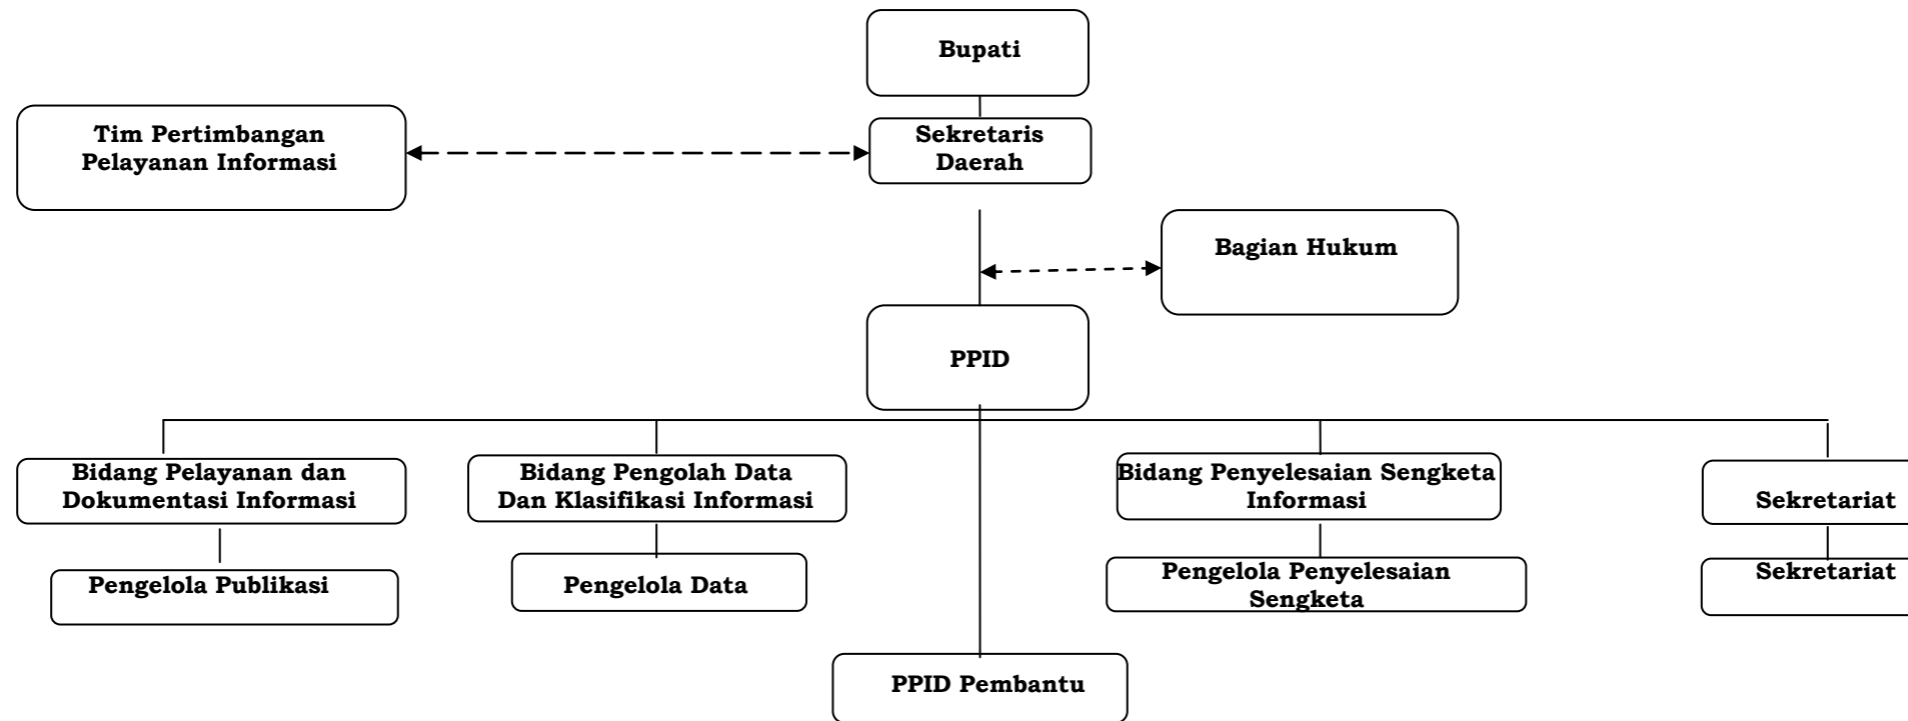 Bupati
Tim Pertimbangan
Pelayanan Informasi
Sekretaris
Daerah
Bagian Hukum
PPID
Bidang Pelayanan dan
Dokumentasi Informasi
Bidang Pengolah Data
Dan Klasifikasi Informasi
Bidang Penyelesaian Sengketa
Informasi
Sekretariat
Pengelola Publikasi
Pengelola Data
Pengelola Penyelesaian
Sengketa
Sekretariat
PPID Pembantu